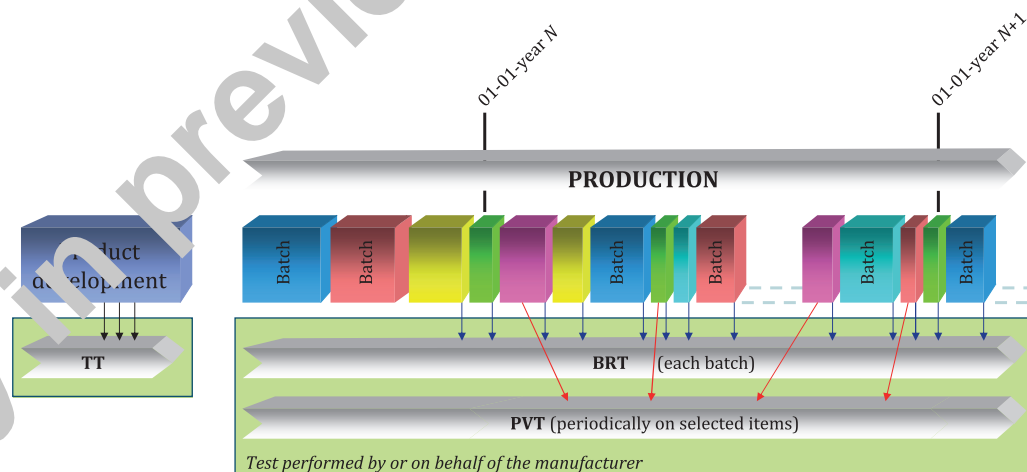 01-01-year N
01-01-year N+1
PRODUCTION
development
Batch
Batch
Batch
Batch
Batch
Batch
TT
BRT (each batch)
PVT (periodically on selected items)
Test performed by or on behalf of the manufacturer